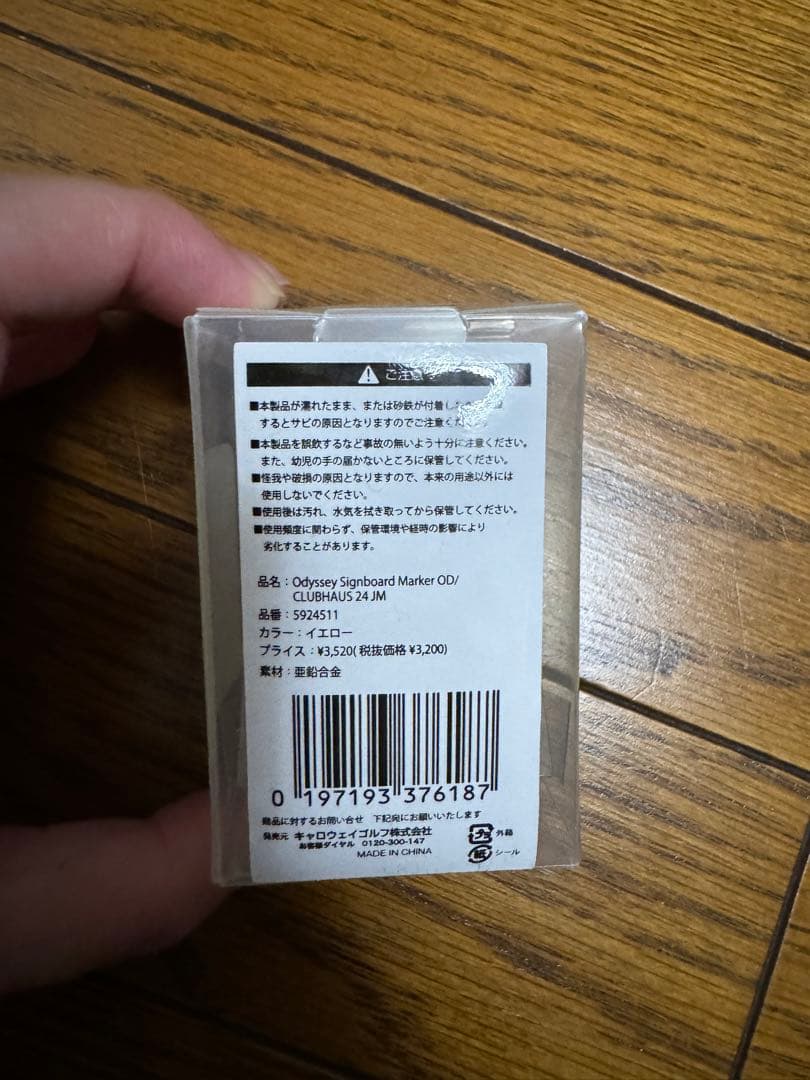 ご注意
■本製品が濡れたまま、または砂鉄が付着し
するとサビの原因となりますのでご注意くだ
■本製品を誤飲するなど事故の無いよう十分に注意ください。
また、幼児の手の届かないところに保管してください。
■怪我や破損の原因となりますので、本来の用途以外には
使用しないでください。
■使用後は汚れ、水気を拭き取ってから保管してください。
■使用頻度に関わらず、保管環境や経時の影響により
劣化することがあります。
品名：Odyssey Signboard Marker OD/
CLUBHAUS 24 JM
品番：5924511
カラー：イエロー
プライス：¥3,520(税抜価格 ¥3,200)
素材：亜鉛合金
0 197193 376187
商品に対するお問い合せ 下記宛にお願いいたします
発売元 キャロウェイゴルフ株式会社
お客様ダイヤル 0120-300-147
MADE IN CHINA
プラ 外箱
紙 シール